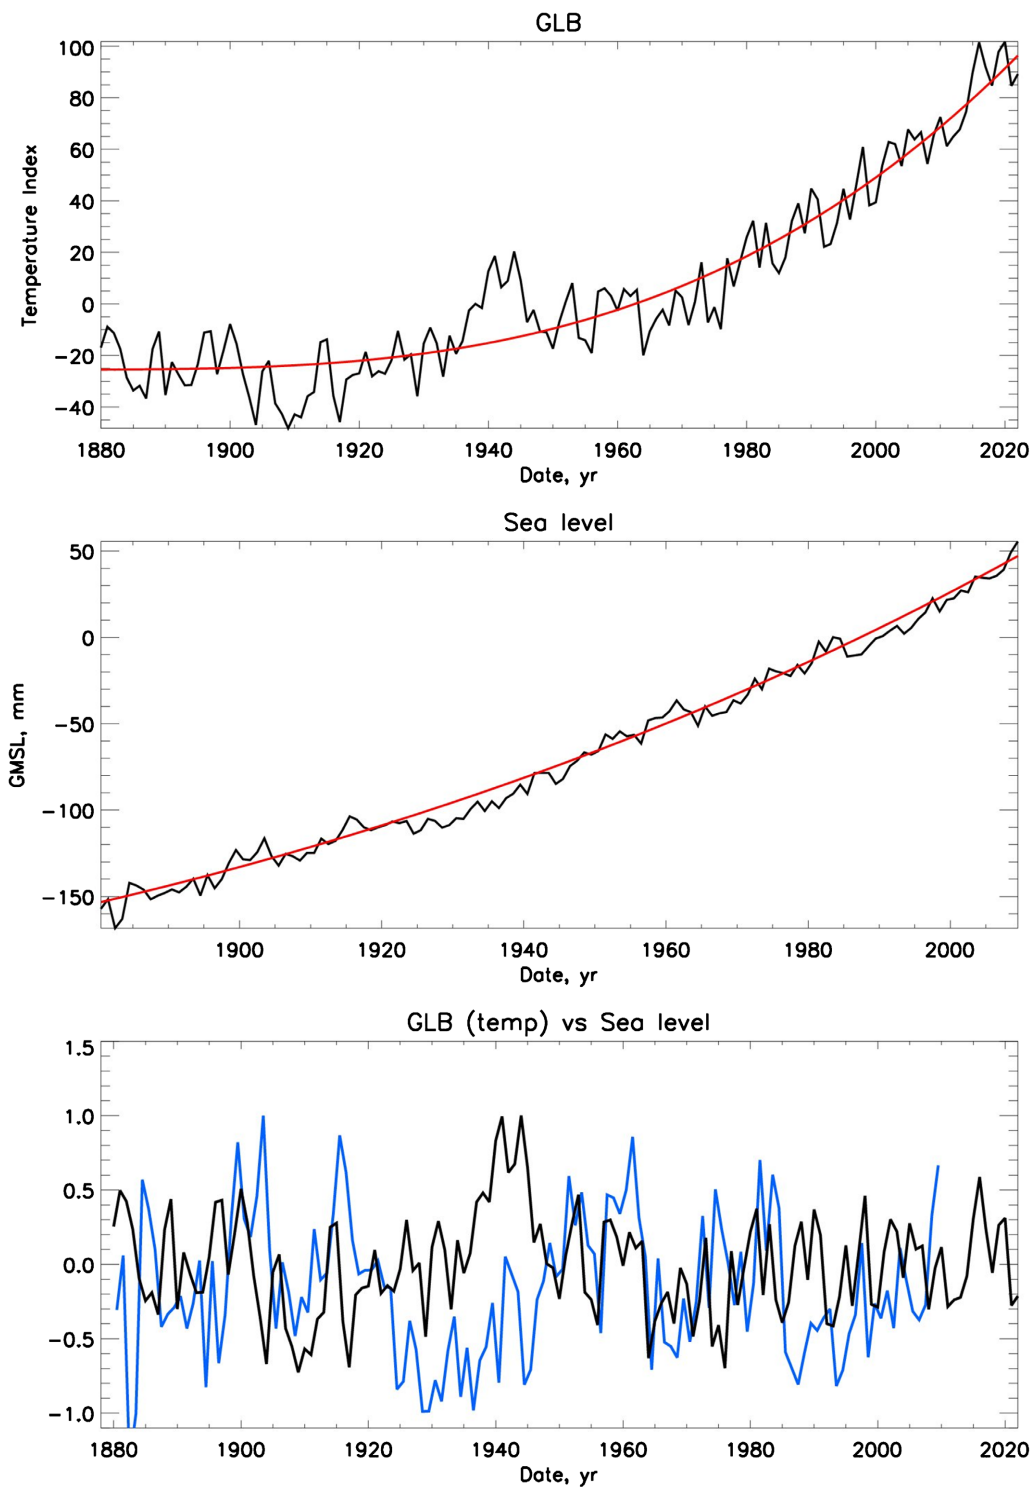 GLB
100
80
60
40
20
0
−20
−40
Temperature Index
1880 1900 1920 1940 1960 1980 2000 2020
Date, yr
Sea level
50
0
−50
−100
−150
GMSL, mm
1900 1920 1940 1960 1980 2000
Date, yr
GLB (temp) vs Sea level
1.5
1.0
0.5
0.0
−0.5
−1.0
1880 1900 1920 1940 1960 1980 2000 2020
Date, yr